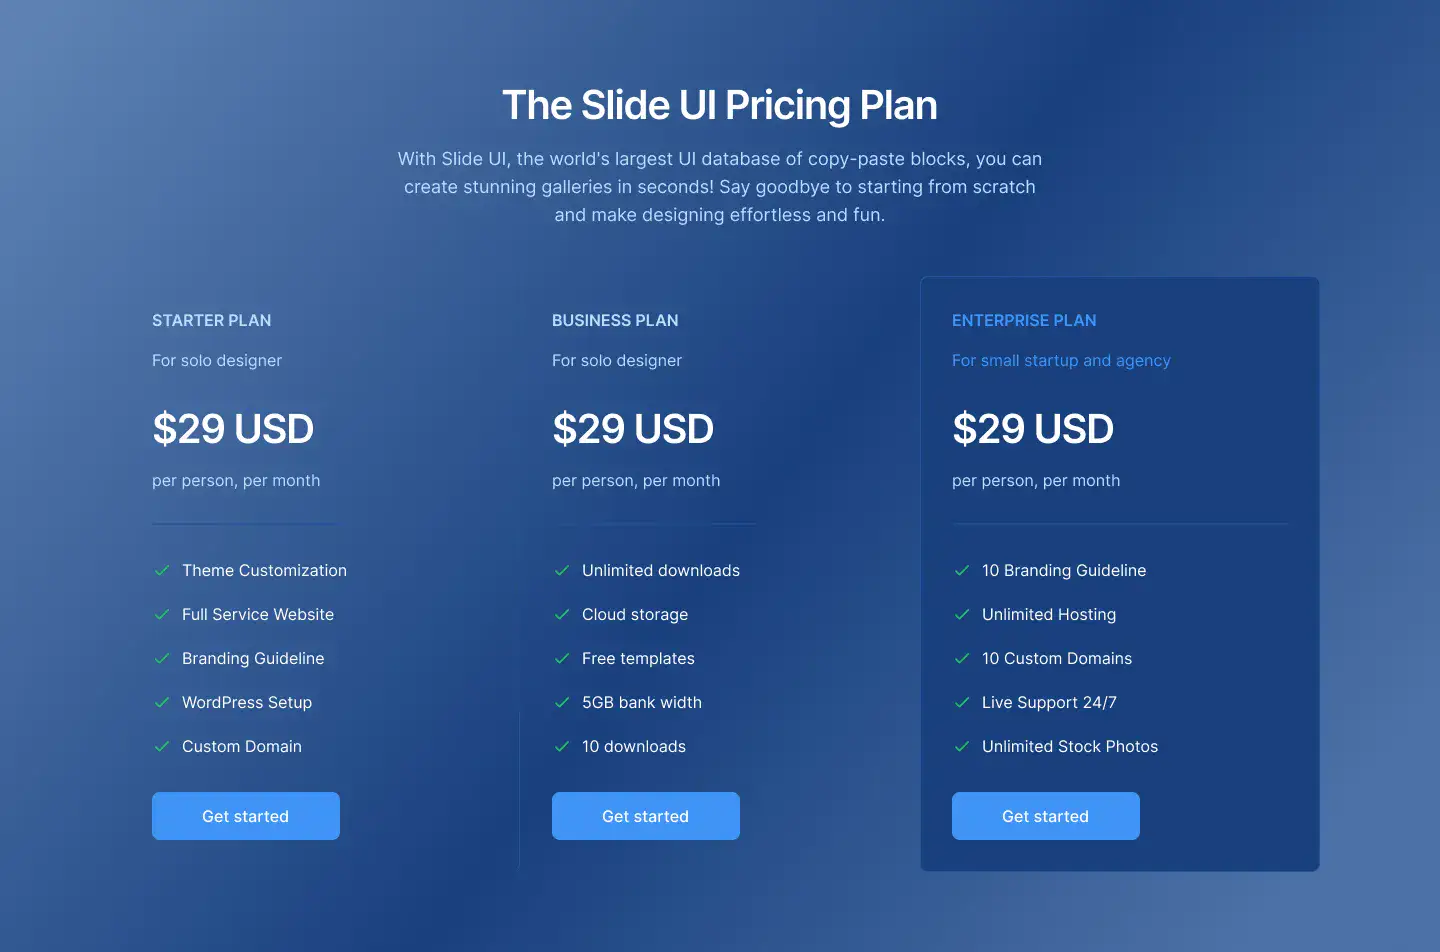 The Slide UI Pricing Plan
With Slide UI, the world's largest UI database of copy-paste blocks, you can
create stunning galleries in seconds! Say goodbye to starting from scratch
and make designing effortless and fun.
STARTER PLAN
For solo designer
$29 USD
per person, per month
Theme Customization
Full Service Website
Branding Guideline
WordPress Setup
Custom Domain
Get started
BUSINESS PLAN
For solo designer
$29 USD
per person, per month
Unlimited downloads
Cloud storage
Free templates
5GB bank width
10 downloads
Get started
ENTERPRISE PLAN
For small startup and agency
$29 USD
per person, per month
10 Branding Guideline
Unlimited Hosting
10 Custom Domains
Live Support 24/7
Unlimited Stock Photos
Get started